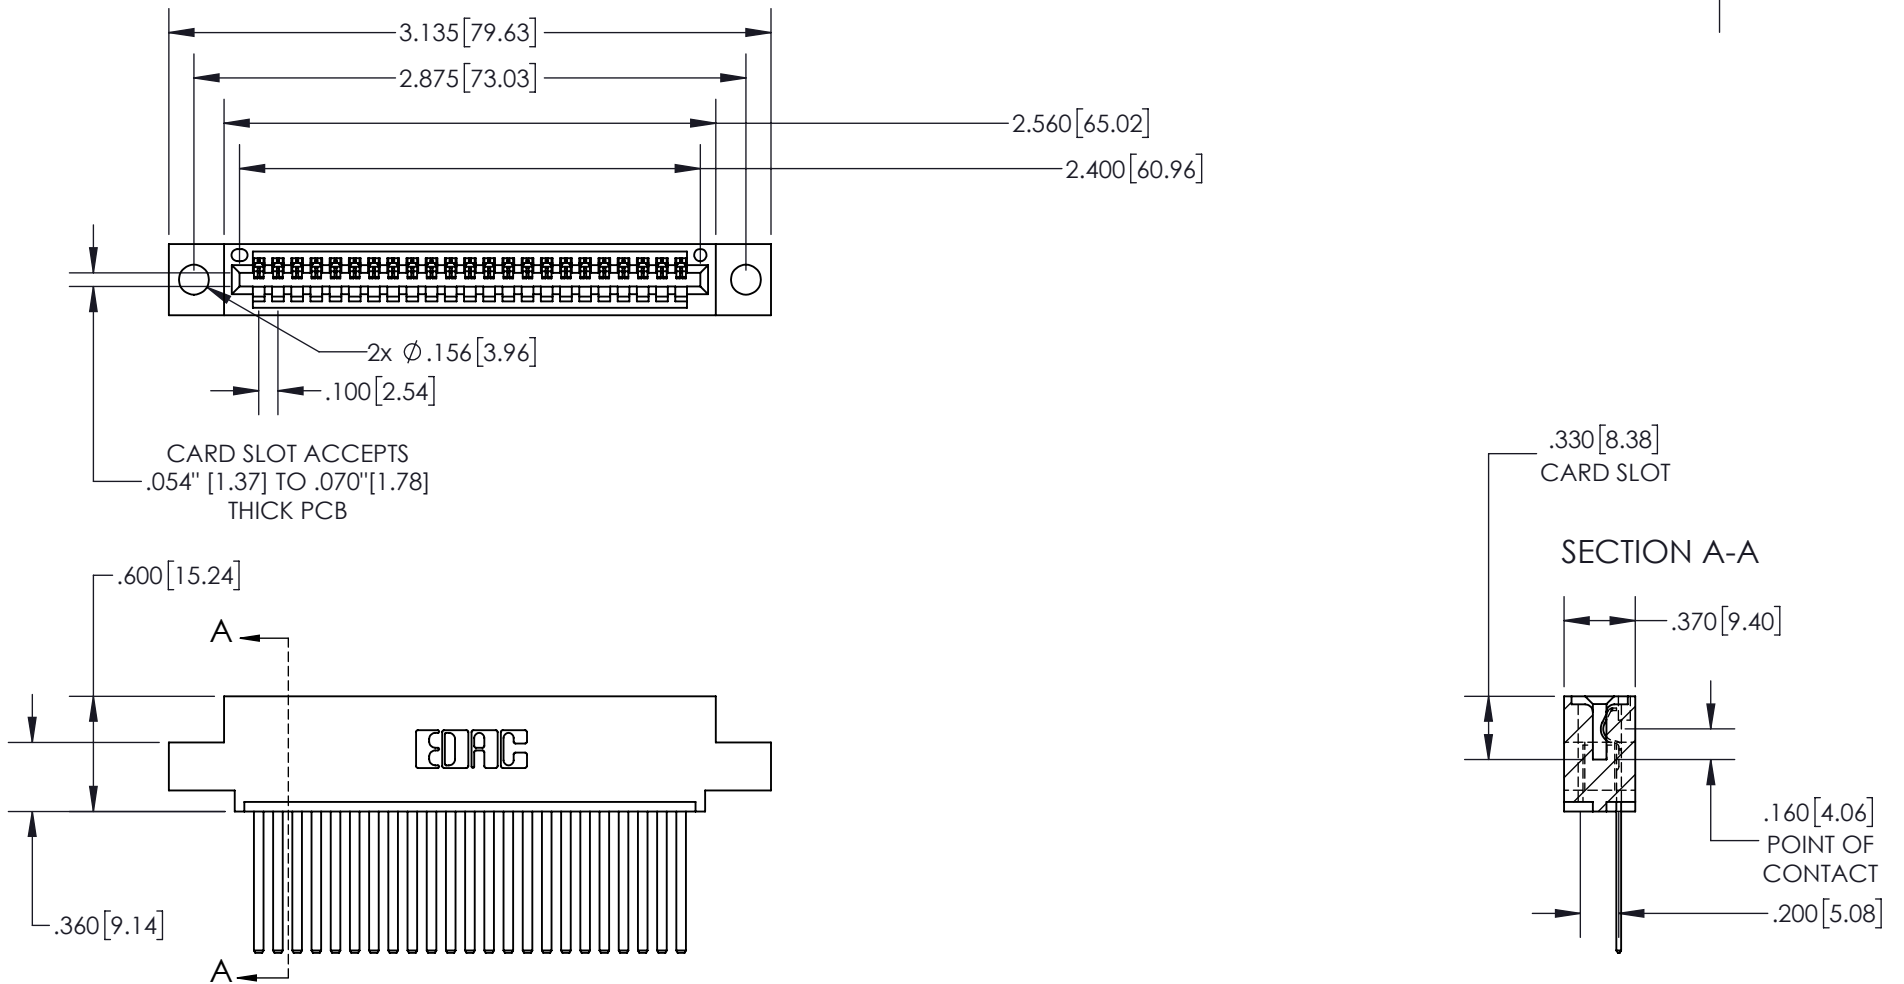 3.135[79.63]
2.875[73.03]
2.560[65.02]
2.400[60.96]
2x Ø.156[3.96]
.100[2.54]
CARD SLOT ACCEPTS
.054" [1.37] TO .070"[1.78]
THICK PCB
.330[8.38]
CARD SLOT
SECTION A-A
.600[15.24]
.370[9.40]
A
EDAC
.160[4.06]
POINT OF
CONTACT
.360[9.14]
.200[5.08]
A